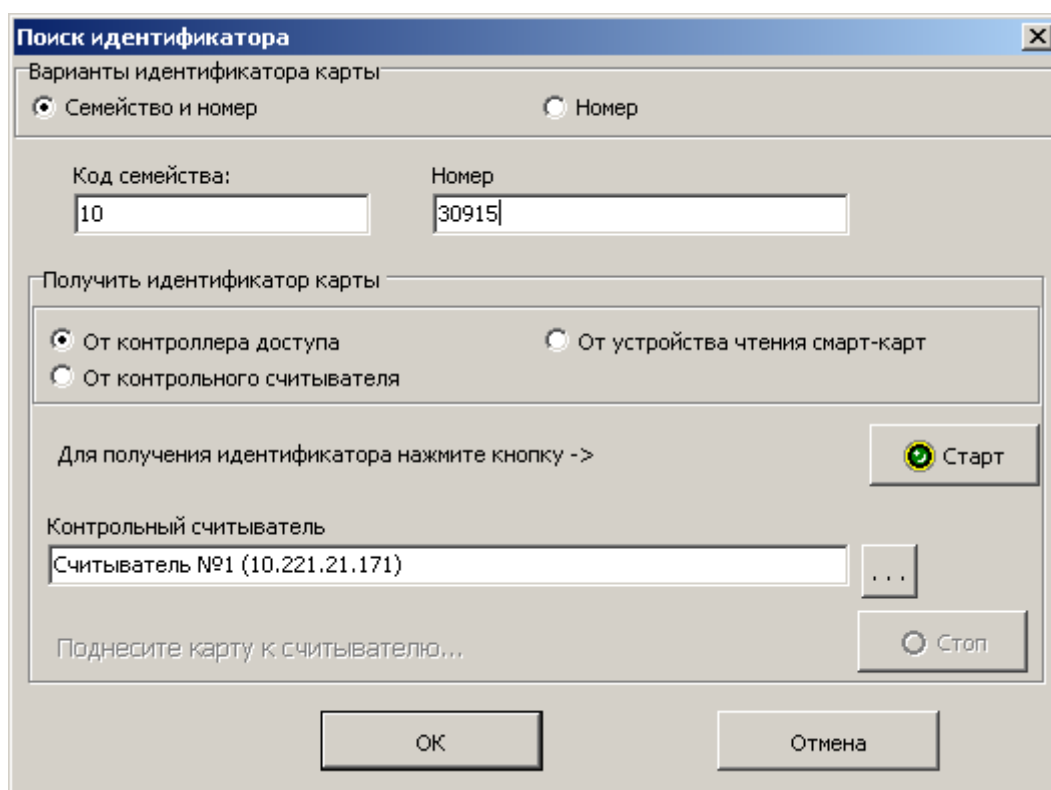 Поиск идентификатора
Варианты идентификатора карты
Семейство и номер Номер
Код семейства: Номер
10 30915
Получить идентификатор карты
От контроллера доступа От устройства чтения смарт-карт
От контрольного считывателя
Для получения идентификатора нажмите кнопку -> Старт
Контрольный считыватель
Считыватель №1 (10.221.21.171) ...
Поднесите карту к считывателю... Стоп
ОК Отмена